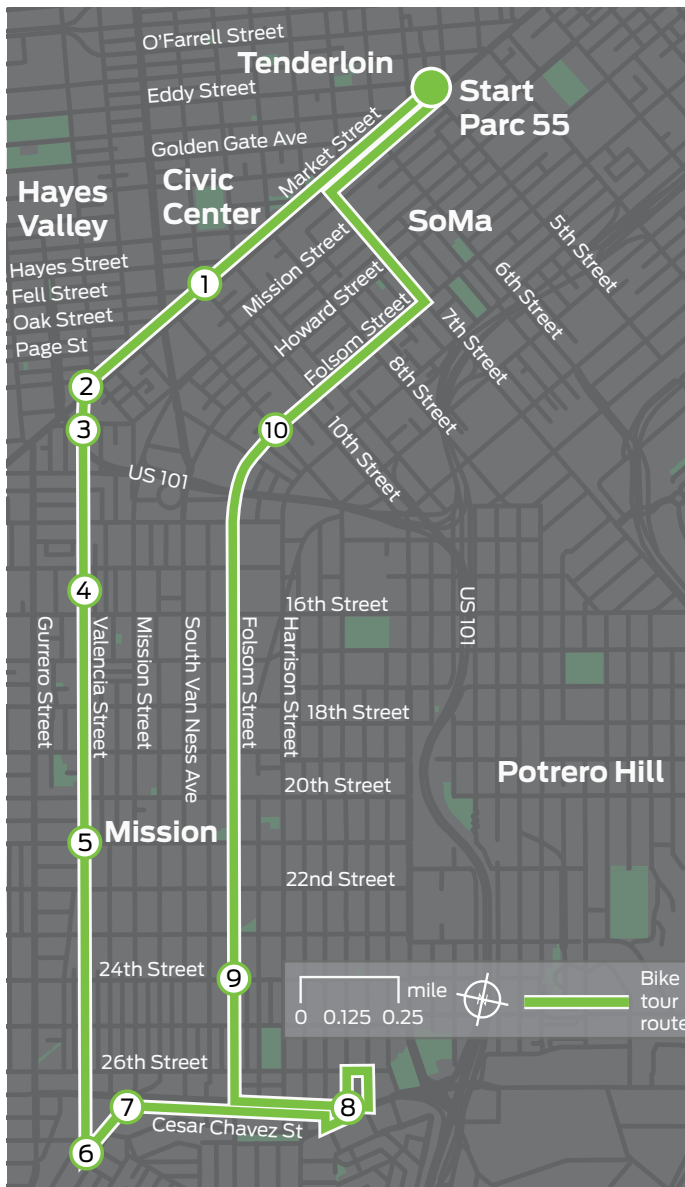 O'Farrell Street
Tenderloin
Eddy Street
Start
Parc 55
Golden Gate Ave
Market Street
Hayes
Valley
Civic
Center
SoMa
5th Street
Mission Street
6th Street
Hayes Street
Fell Street
Oak Street
Page St
1
Howard Street
7th Street
Folsom Street
8th Street
2
3
10
10th Street
US 101
4
16th Street
US 101
Gurrero Street
Valencia Street
Mission Street
South Van Ness Ave
Folsom Street
Harrison Street
18th Street
Potrero Hill
20th Street
5
Mission
22nd Street
24th Street
9
mile
0 0.125 0.25
N
Bike
tour
route
26th Street
7
8
Cesar Chavez St
6